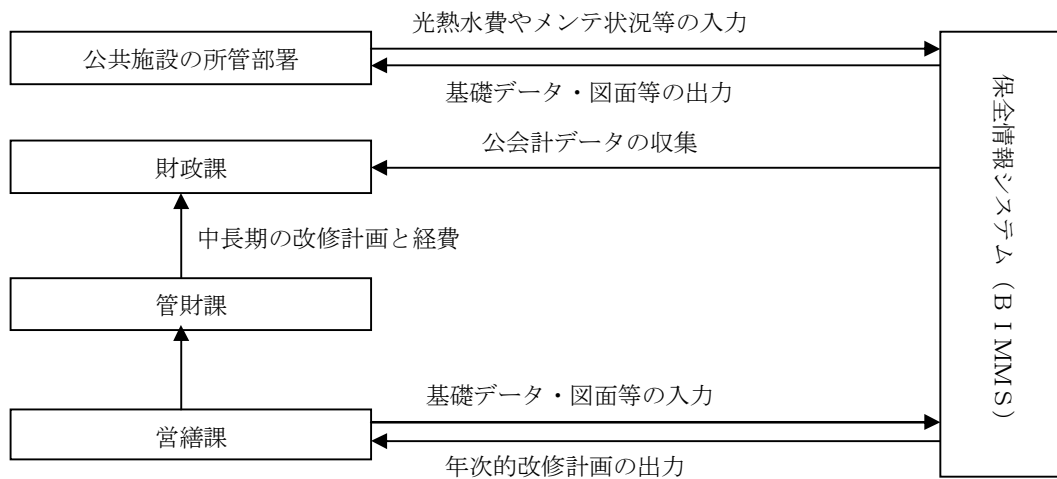 光熱水費やメンテ状況等の入力
公共施設の所管部署
基礎データ・図面等の出力
公会計データの収集
財政課
中長期の改修計画と経費
管財課
基礎データ・図面等の入力
営繕課
年次的改修計画の出力
保全情報システム（ＢＩＭＭＳ）